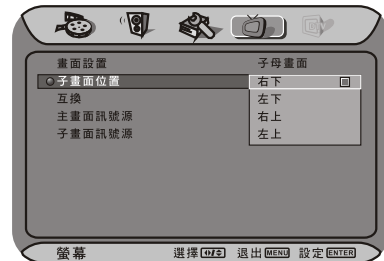 畫面設置 子母畫面
子畫面位置 右下
互換 左下
主畫面訊號源 右上
子畫面訊號源 左上
螢幕 選擇 退出 MENU 設定 ENTER